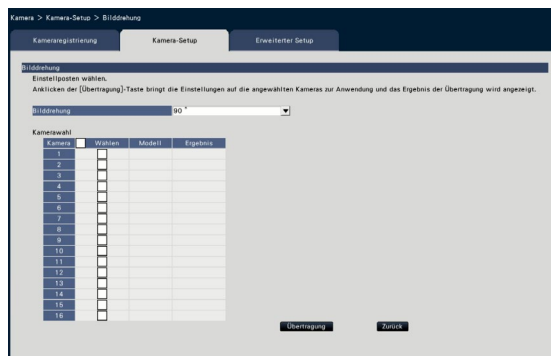 Kamera > Kamera-Setup > Bilddrehung
Kameraregistrierung Kamera-Setup Erweiterter Setup
Bilddrehung
Einstellposten wählen.
Anklicken der [Übertragung]-Taste bringt die Einstellungen auf die angewählten Kameras zur Anwendung und das Ergebnis der Übertragung wird angezeigt.
Bilddrehung 90 °
Kamerawahl
Kamera Wählen Modell Ergebnis
1
2
3
4
5
6
7
8
9
10
11
12
13
14
15
16
Übertragung Zurück